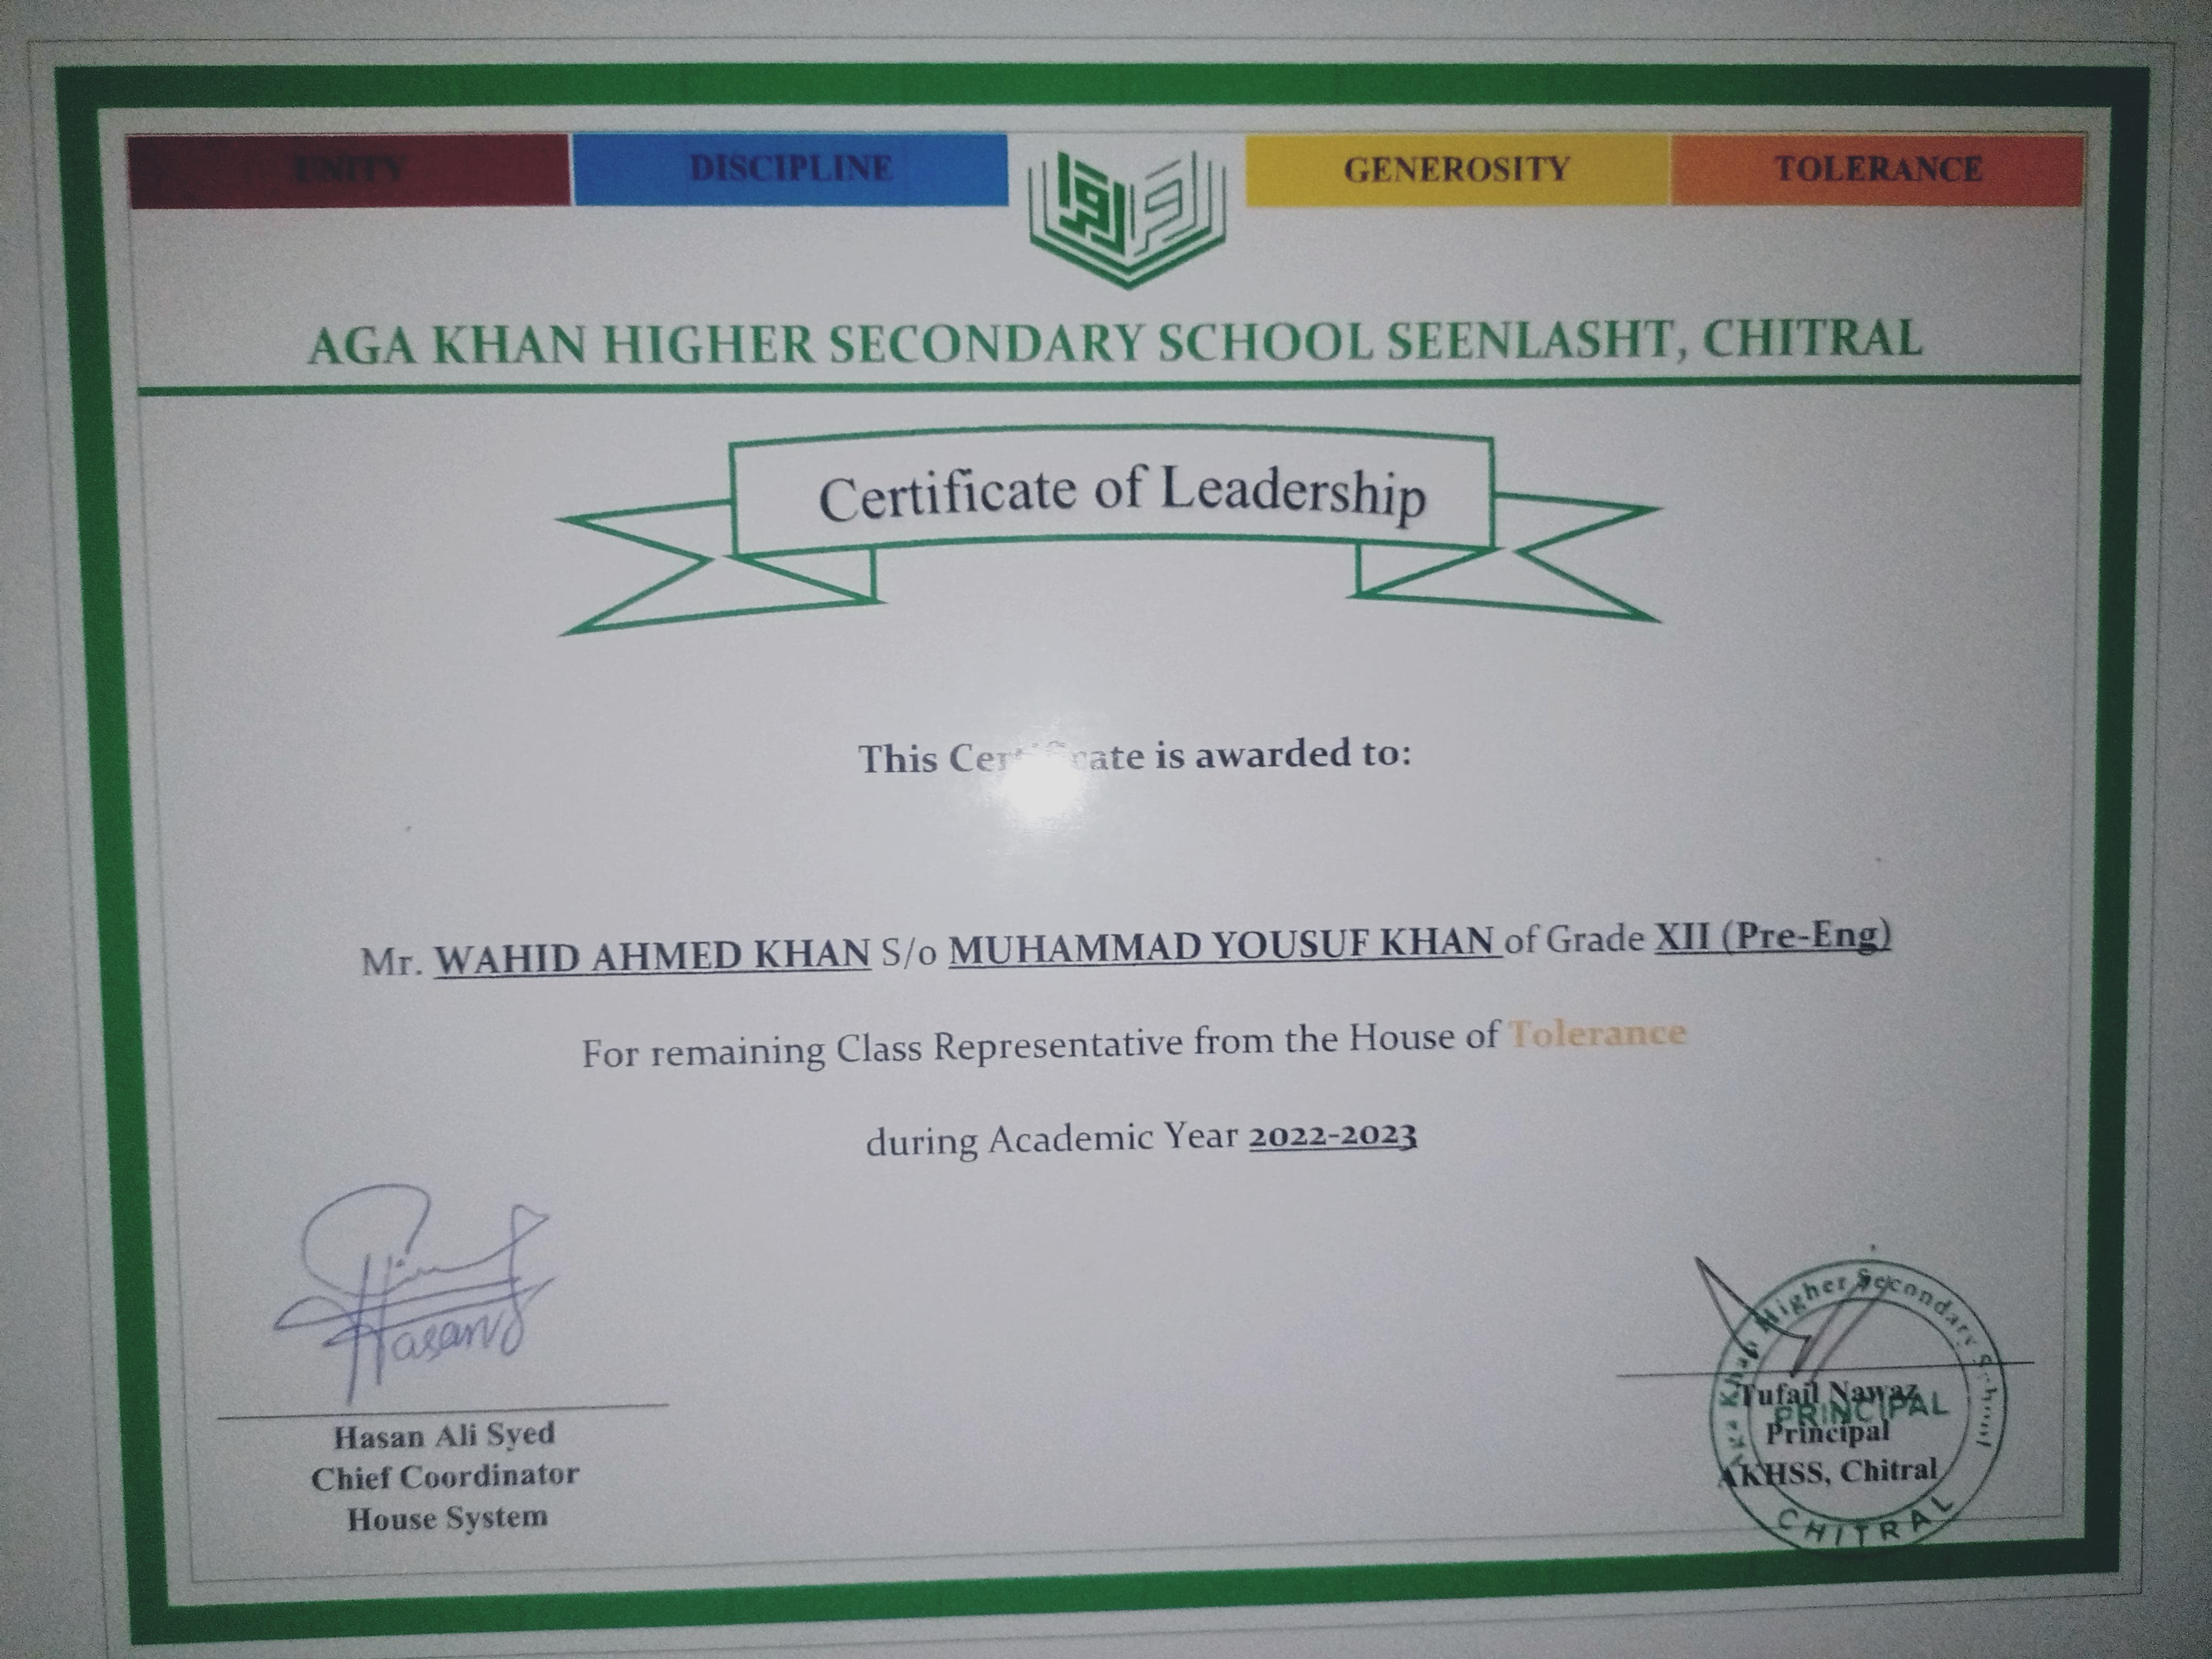 UNITY DISCIPLINE GENEROSITY TOLERANCE
اقرا
AGA KHAN HIGHER SECONDARY SCHOOL SEENLASHT, CHITRAL
Certificate of Leadership
This Certificate is awarded to:
Mr. WAHID AHMED KHAN S/o MUHAMMAD YOUSUF KHAN of Grade XII (Pre-Eng)
For remaining Class Representative from the House of Tolerance
during Academic Year 2022-2023
Hasan
Hasan Ali Syed
Chief Coordinator
House System
Aga Khan Higher Secondary School
Tufail Nawaz
PRINCIPAL
Principal
AKHSS, Chitral
CHITRAL